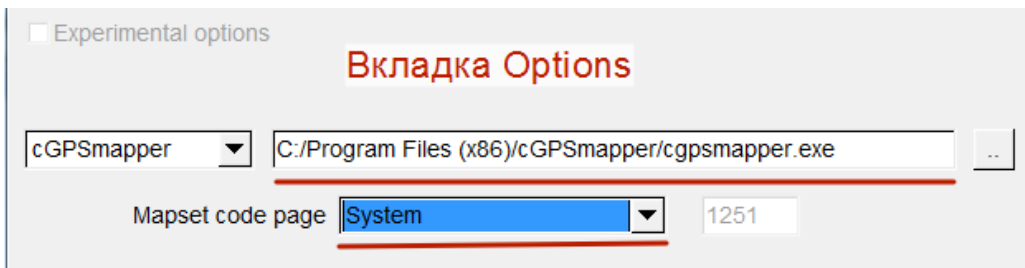 Experimental options
Вкладка Options
cGPSmapper C:/Program Files (x86)/cGPSmapper/cgpsmapper.exe ..
Mapset code page System 1251